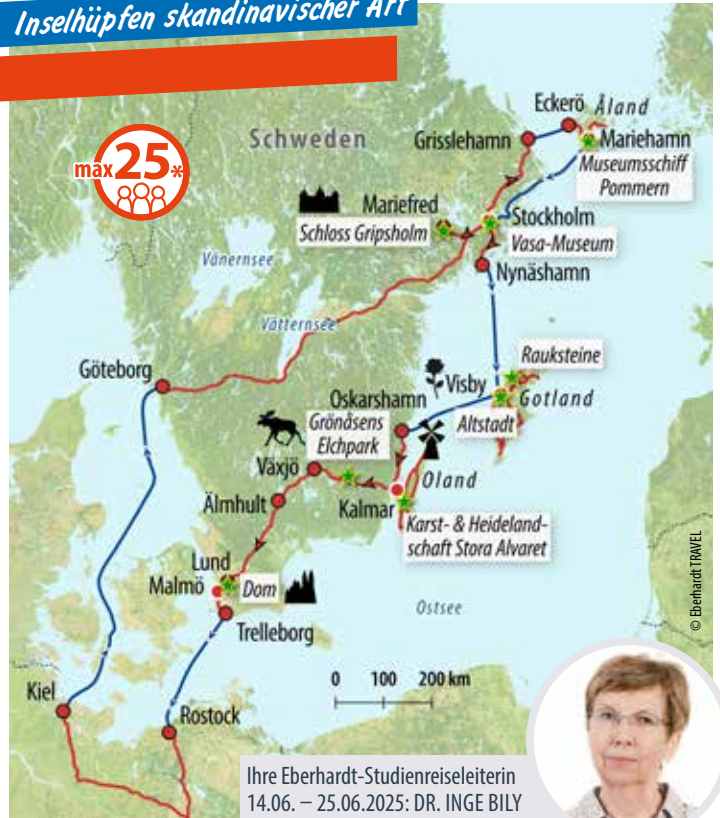 Inselhüpfen skandinavischer Art
max 25*
Schweden
Eckerö
Åland
Grisslehamn
Mariehamn
Museumsschiff
Pommern
Mariefred
Schloss Gripsholm
Stockholm
Vasa-Museum
Vänernsee
Nynäshamn
Vätternsee
Göteborg
Rauksteine
Visby
Gotland
Oskarshamn
Altstadt
Grönåsens
Elchpark
Växjö
Öland
Älmhult
Kalmar
Karst- & Heideland-
schaft Stora Alvaret
Lund
Malmö
Dom
Ostsee
Trelleborg
© Eberhardt TRAVEL
0 100 200 km
Kiel
Rostock
Ihre Eberhardt-Studienreiseleiterin
14.06. – 25.06.2025: DR. INGE BILY